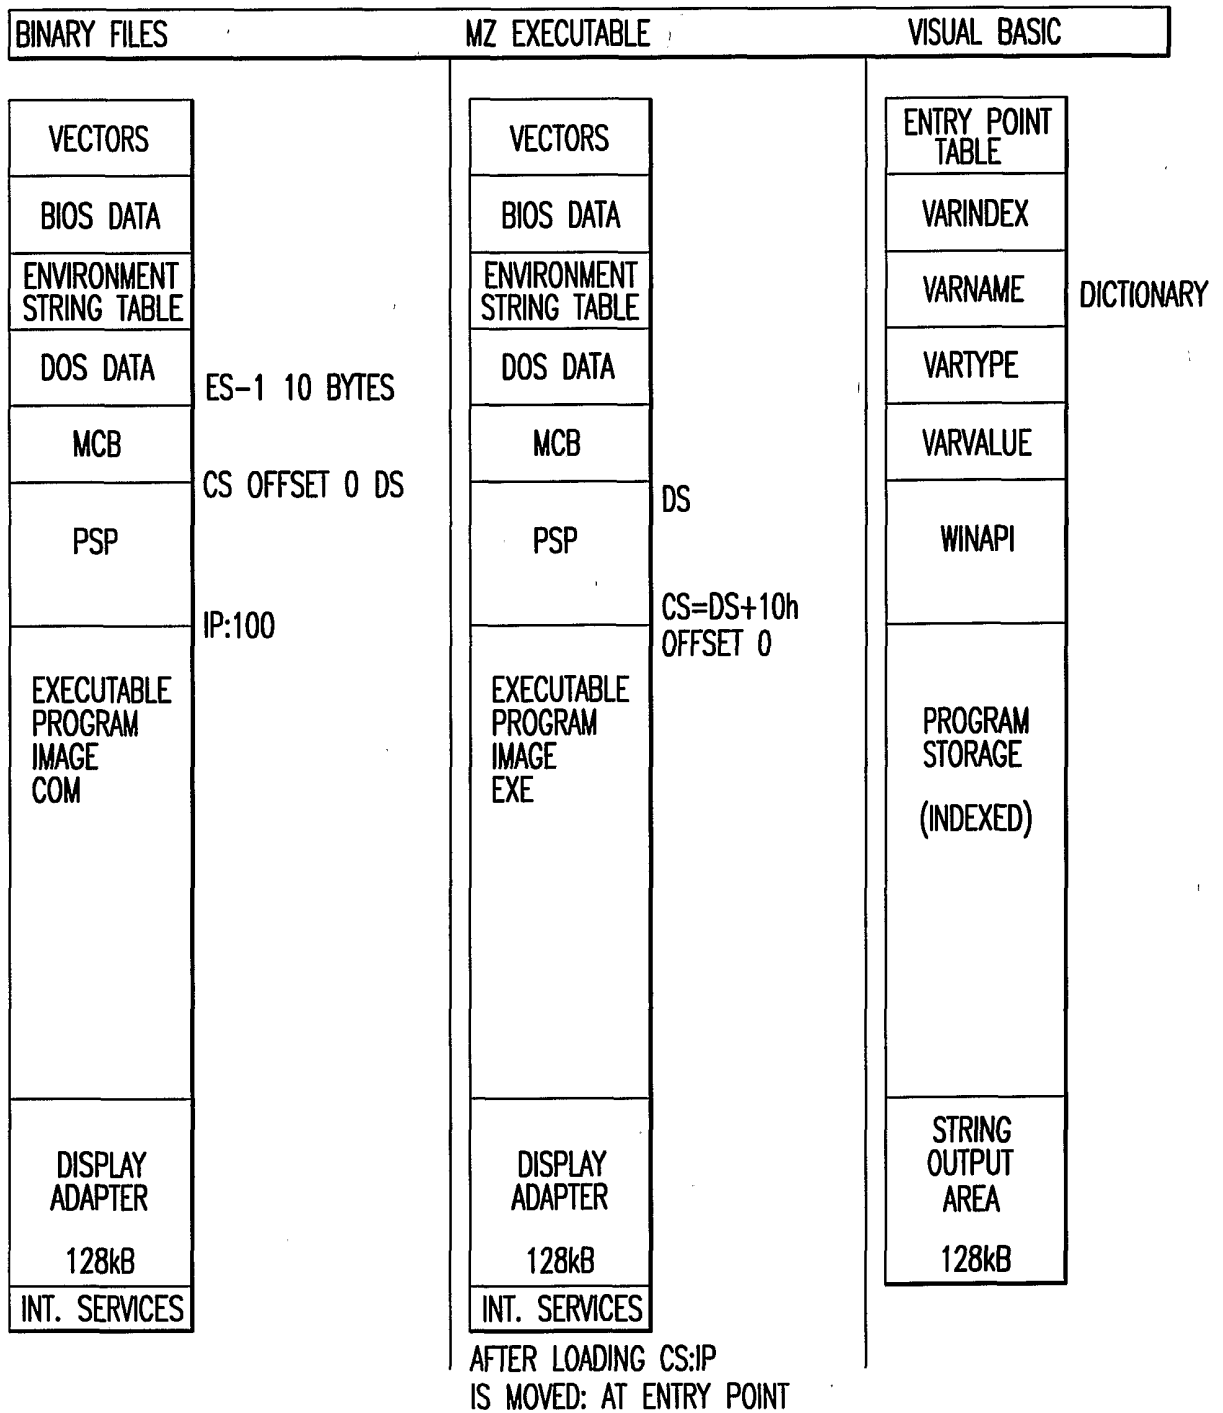 BINARY FILES
MZ EXECUTABLE
VISUAL BASIC
VECTORS
BIOS DATA
ENVIRONMENT
STRING TABLE
DOS DATA
ES-1 10 BYTES
MCB
CS OFFSET 0 DS
PSP
IP:100
EXECUTABLE
PROGRAM
IMAGE
COM
DISPLAY
ADAPTER
128kB
INT. SERVICES
VECTORS
BIOS DATA
ENVIRONMENT
STRING TABLE
DOS DATA
MCB
DS
PSP
CS=DS+10h
OFFSET 0
EXECUTABLE
PROGRAM
IMAGE
EXE
DISPLAY
ADAPTER
128kB
INT. SERVICES
AFTER LOADING CS:IP
IS MOVED: AT ENTRY POINT
ENTRY POINT
TABLE
VARINDEX
VARNAME
DICTIONARY
VARTYPE
VARVALUE
WINAPI
PROGRAM
STORAGE
(INDEXED)
STRING
OUTPUT
AREA
128kB